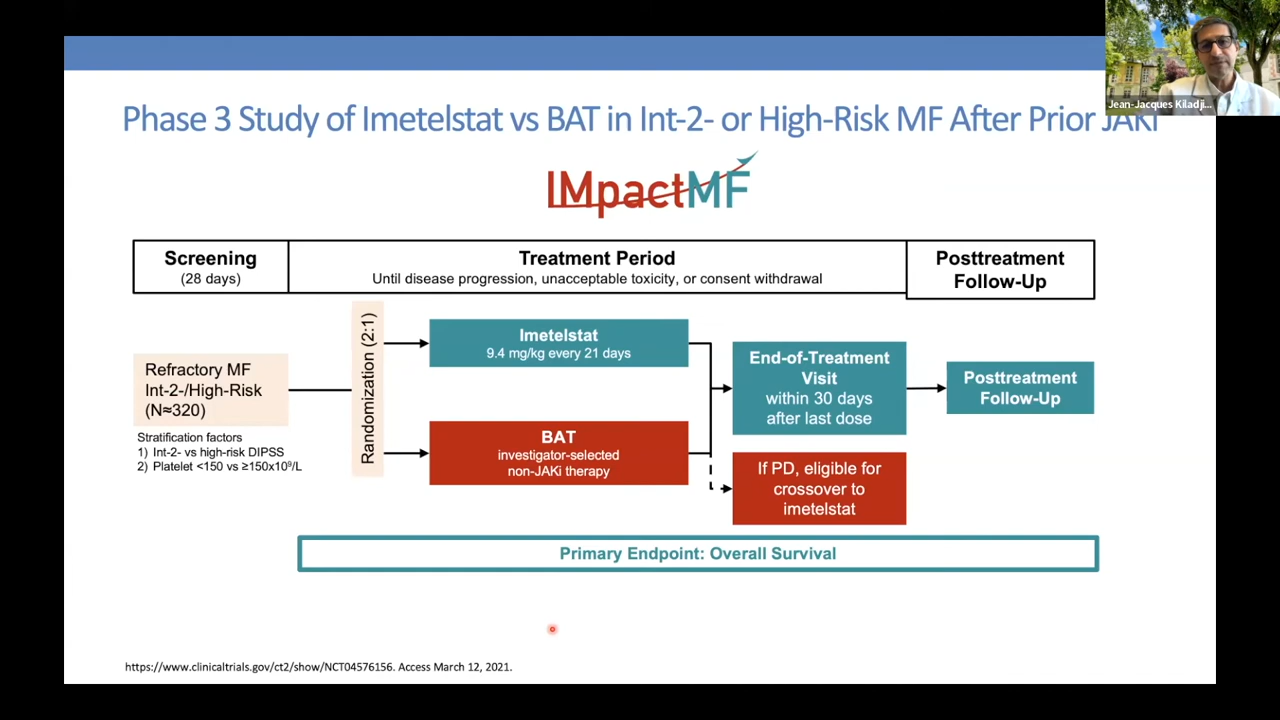 Jean-Jacques Kiladji...
Phase 3 Study of Imetelstat vs BAT in Int-2- or High-Risk MF After Prior JAKi
IMpactMF
Screening
(28 days)
Treatment Period
Until disease progression, unacceptable toxicity, or consent withdrawal
Posttreatment
Follow-Up
Refractory MF
Int-2-/High-Risk
(N≈320)
Stratification factors
1) Int-2- vs high-risk DIPSS
2) Platelet <150 vs ≥150x10⁹/L
Randomization (2:1)
Imetelstat
9.4 mg/kg every 21 days
BAT
investigator-selected
non-JAKi therapy
End-of-Treatment
Visit
within 30 days
after last dose
If PD, eligible for
crossover to
imetelstat
Posttreatment
Follow-Up
Primary Endpoint: Overall Survival
https://www.clinicaltrials.gov/ct2/show/NCT04576156. Access March 12, 2021.